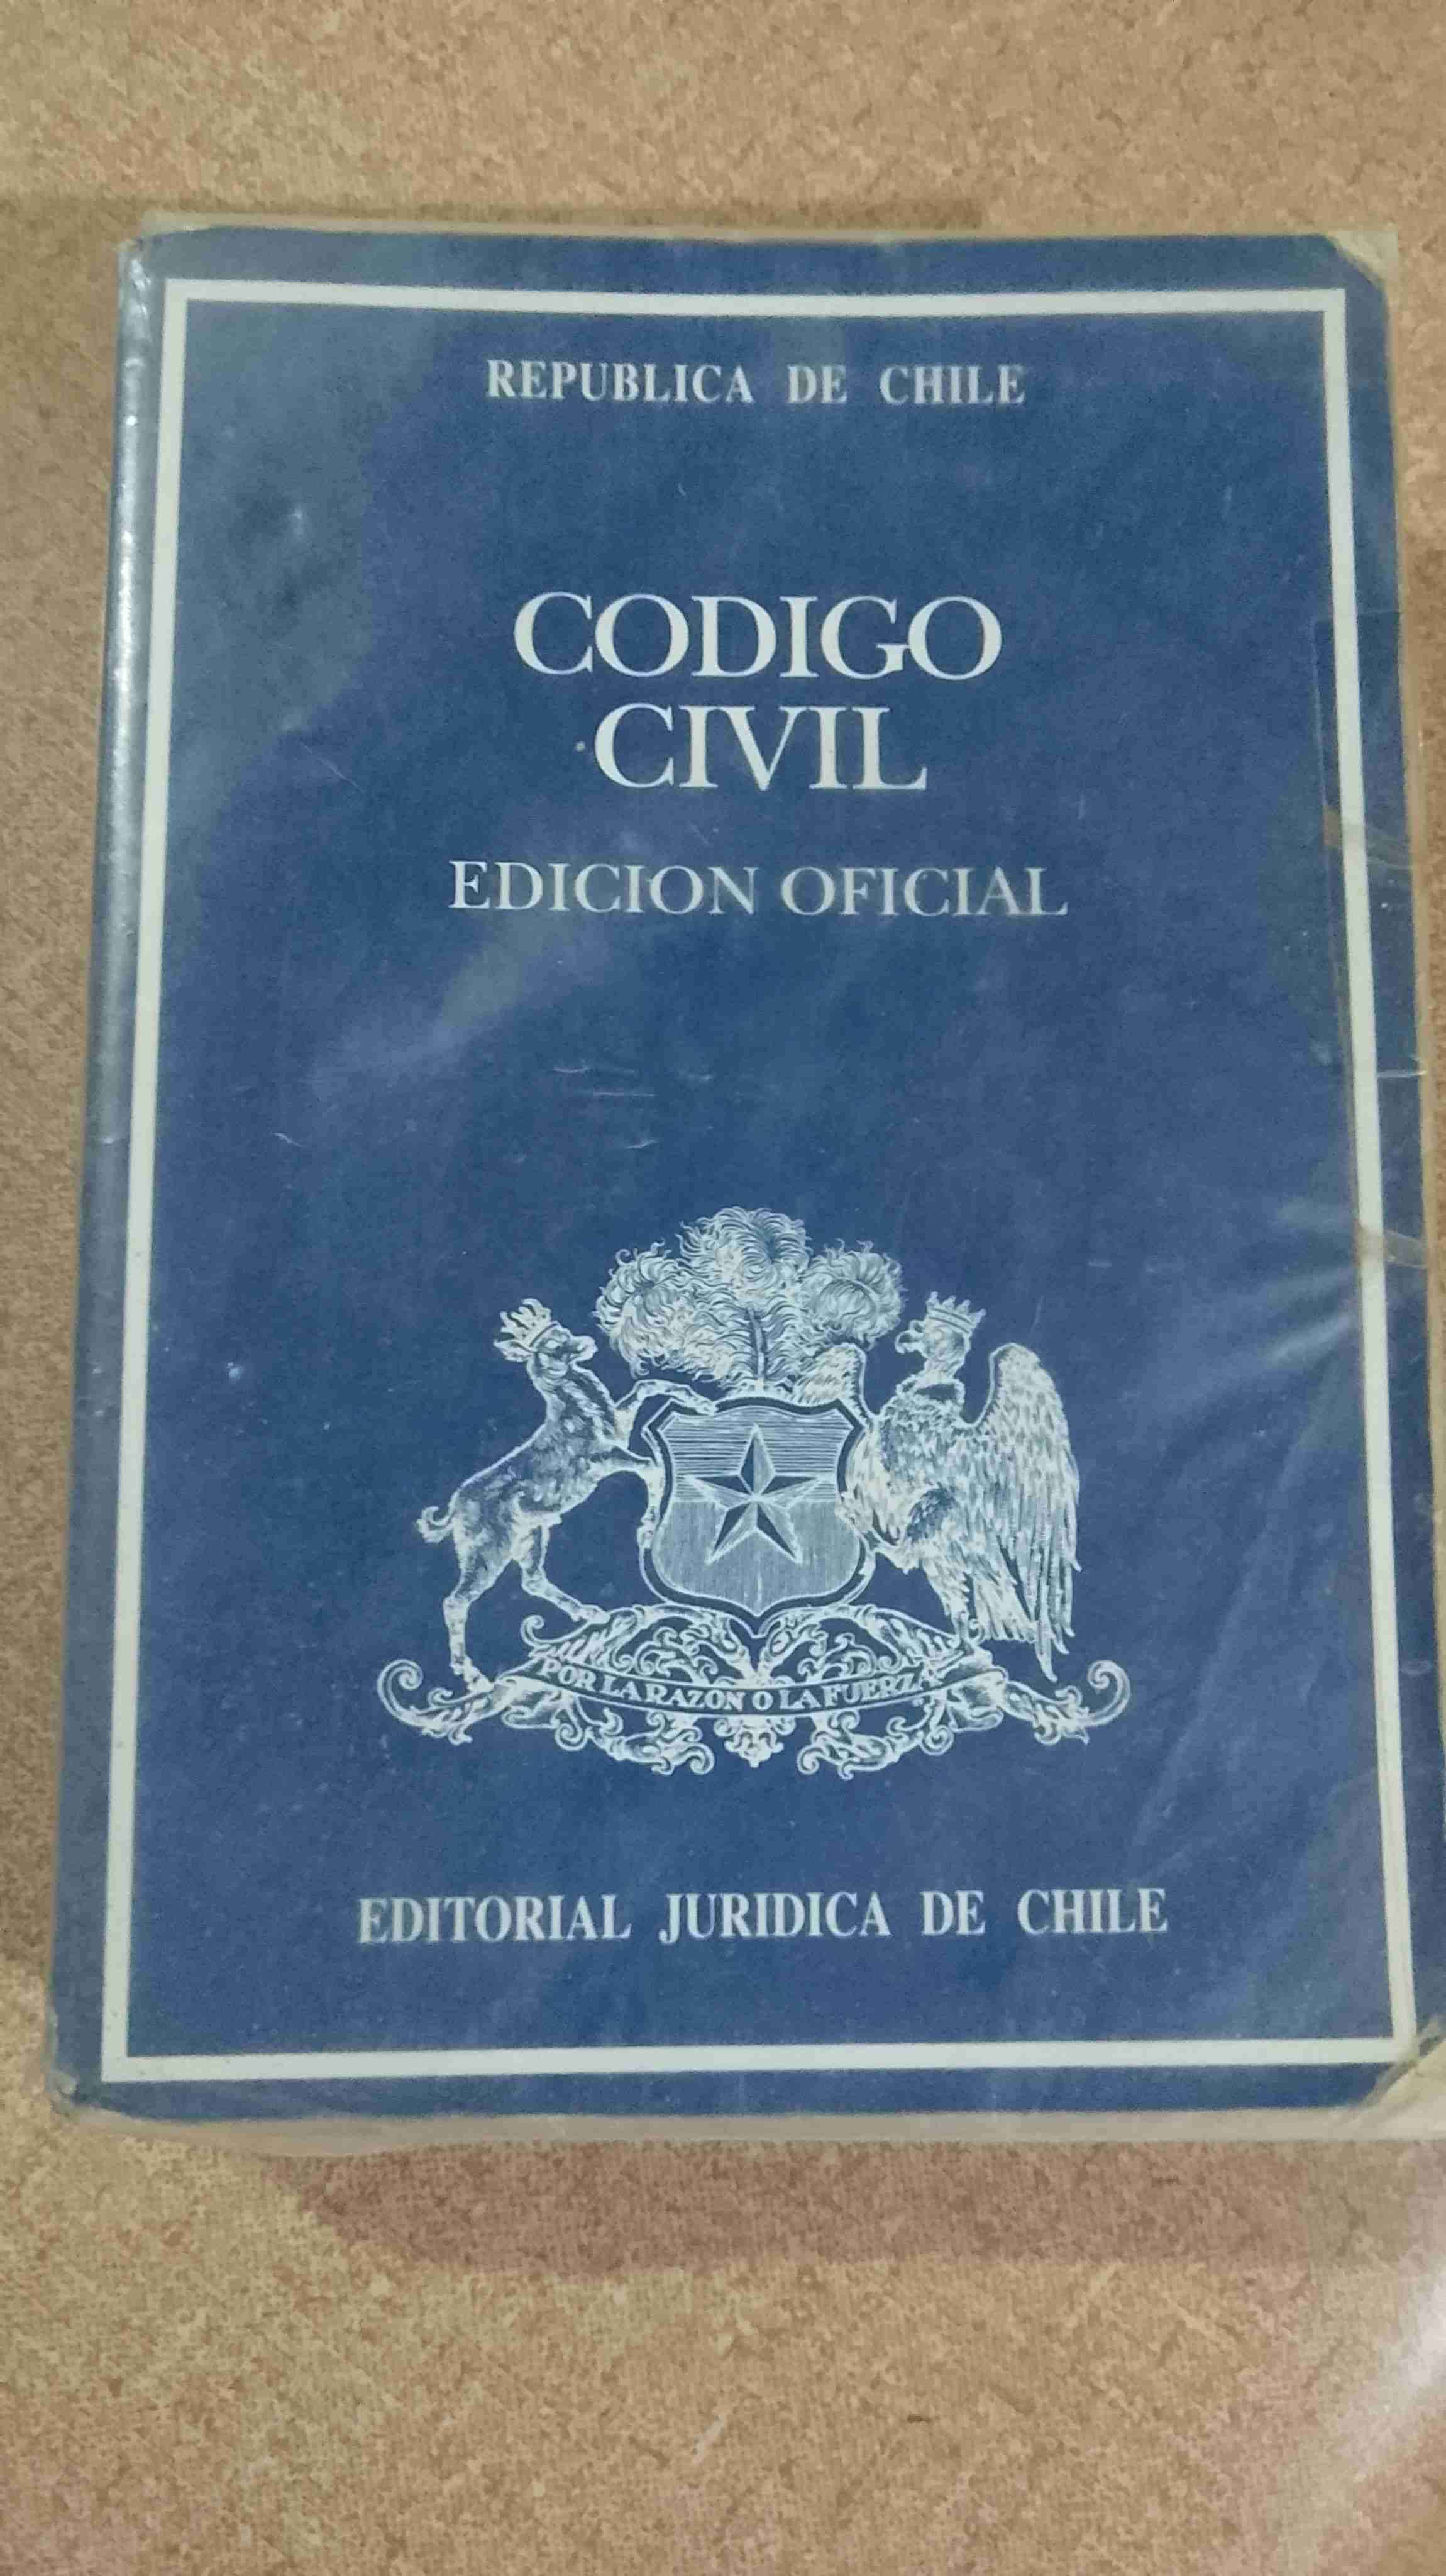 REPUBLICA DE CHILE
CODIGO
CIVIL
EDICION OFICIAL
POR LA RAZON O LA FUERZA
EDITORIAL JURIDICA DE CHILE